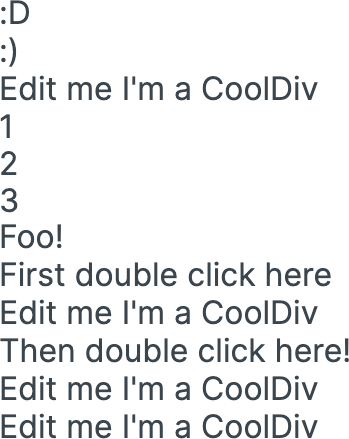 :D
:)
Edit me I'm a CoolDiv
1
2
3
Foo!
First double click here
Edit me I'm a CoolDiv
Then double click here!
Edit me I'm a CoolDiv
Edit me I'm a CoolDiv